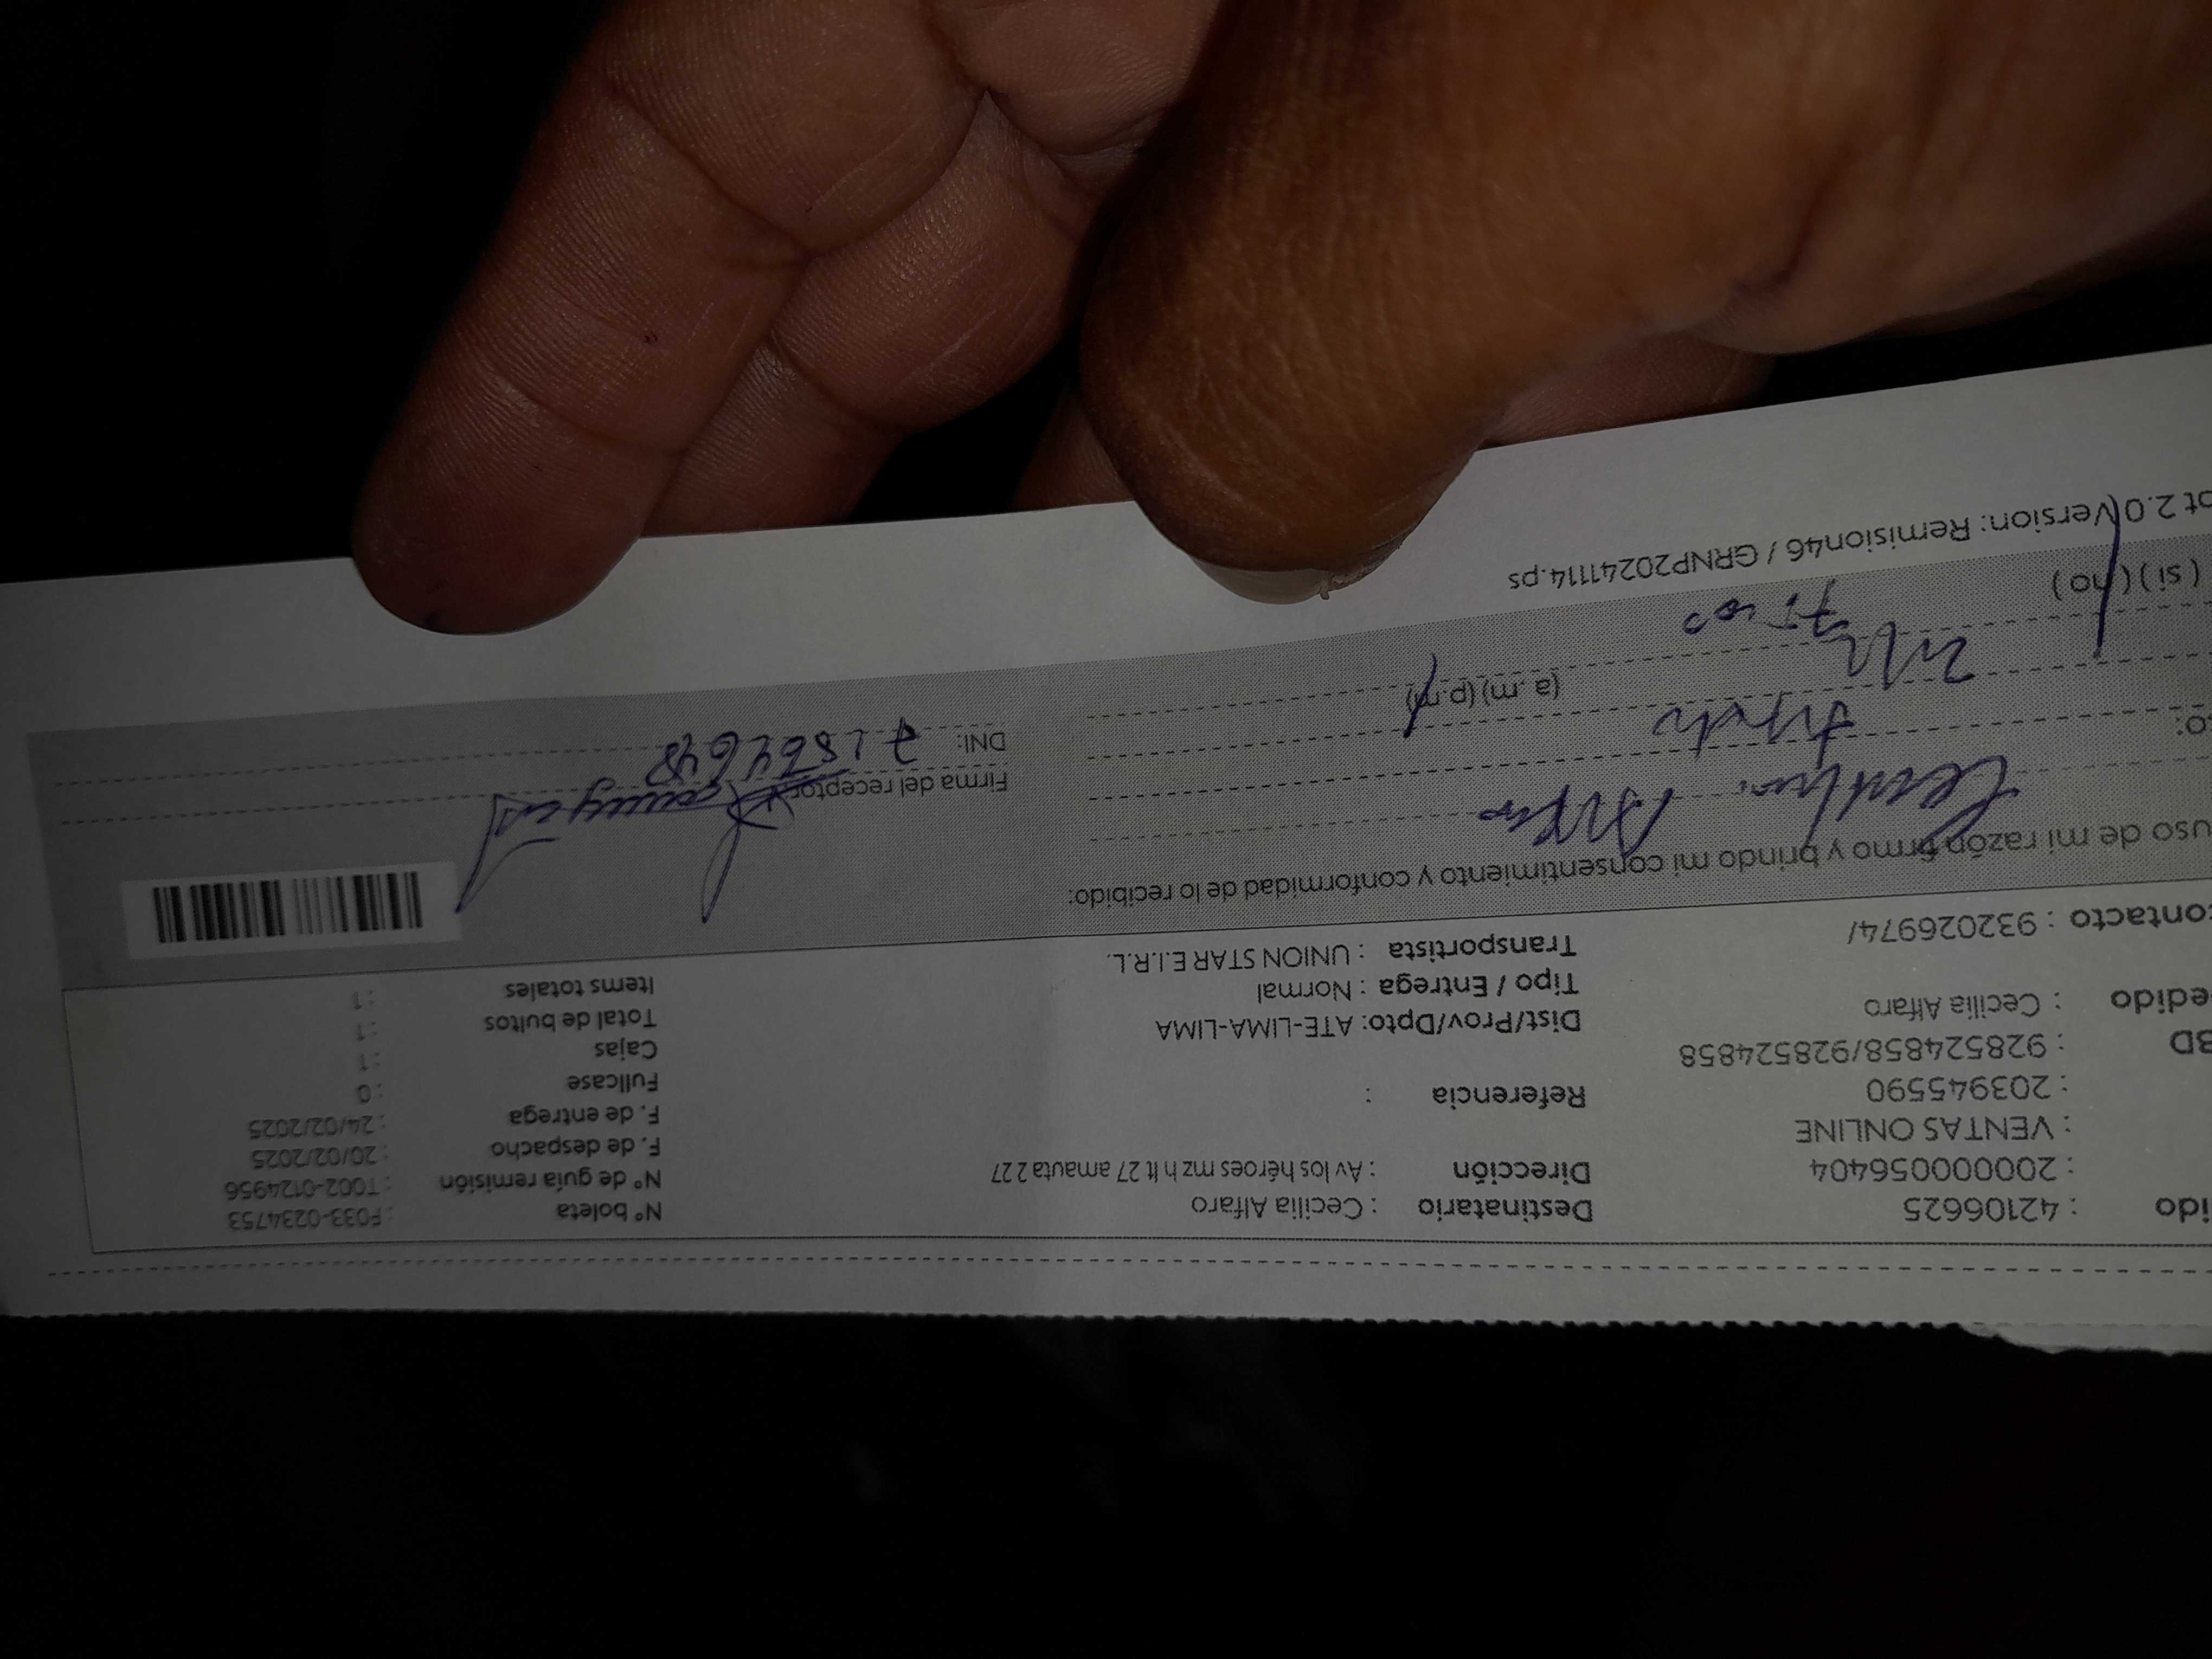 ido : 42106625 Destinatario : Cecilia Alfaro N° boleta : F033-0234753
: 20000056404 Dirección : Av los héroes mz h lt 27 amauta 2 27 N° de guía remisión : T002-0124956
: VENTAS ONLINE F. de despacho : 20/02/2025
: 203945590 Referencia : F. de entrega : 24/02/2025
BD : 928524858/928524858 Fullcase : 0
edido : Cecilia Alfaro Dist/Prov/Dpto: ATE-LIMA-LIMA Cajas : 1
Tipo / Entrega : Normal Total de bultos : 1
ontacto : 932026974/ Transportista : UNION STAR E.I.R.L. Items totales : 1
uso de mi razón firmo y brindo mi consentimiento y conformidad de lo recibido:
Firma del receptor
o:
DNI: 71564648
(a. m) (p.m)
( si ) ( no )
ot 2.0 Version: Remision46 / GRNP20241114.ps